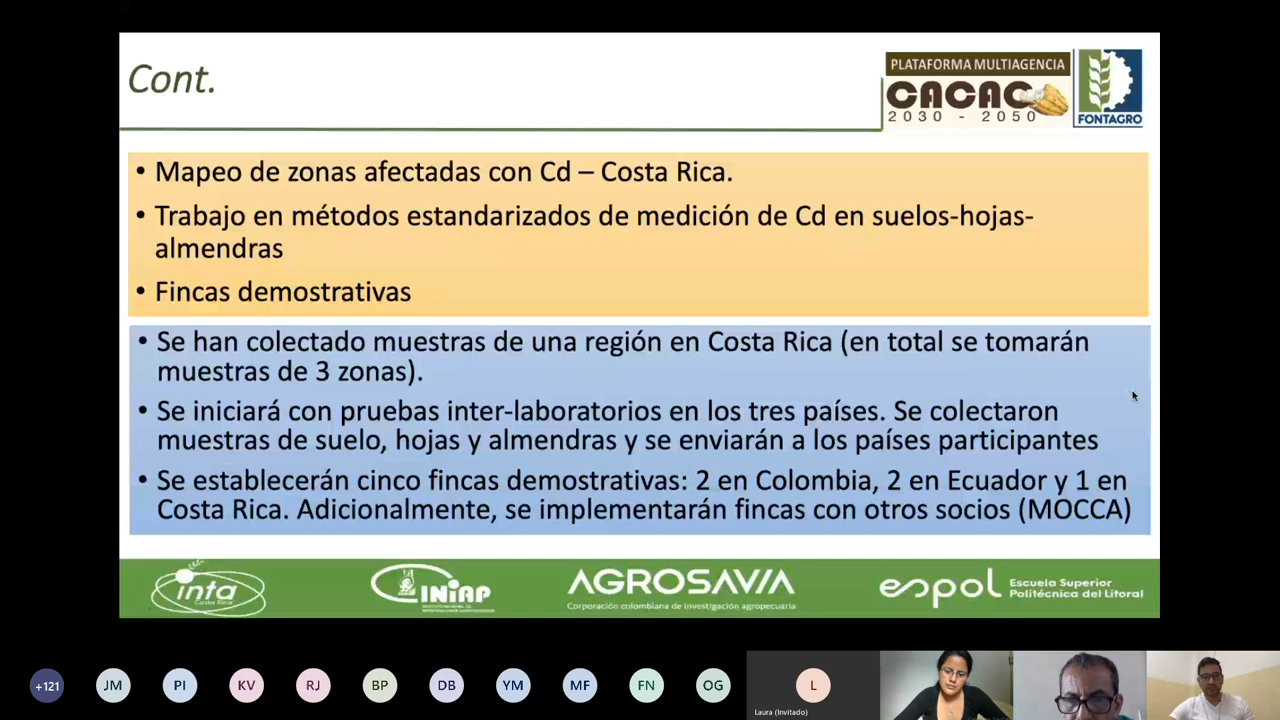 Cont.
PLATAFORMA MULTIAGENCIA
CACAO
2030 - 2050
FONTAGRO
• Mapeo de zonas afectadas con Cd – Costa Rica.
• Trabajo en métodos estandarizados de medición de Cd en suelos-hojas-
almendras
• Fincas demostrativas
• Se han colectado muestras de una región en Costa Rica (en total se tomarán
muestras de 3 zonas).
• Se iniciará con pruebas inter-laboratorios en los tres países. Se colectaron
muestras de suelo, hojas y almendras y se enviarán a los países participantes
• Se establecerán cinco fincas demostrativas: 2 en Colombia, 2 en Ecuador y 1 en
Costa Rica. Adicionalmente, se implementarán fincas con otros socios (MOCCA)
inta
Costa Rica
INIAP
AGROSAVIA
Corporación colombiana de investigación agropecuaria
espol
Escuela Superior
Politécnica del Litoral
+121
JM
PI
KV
RJ
BP
DB
YM
MF
FN
OG
L
Laura (Invitado)